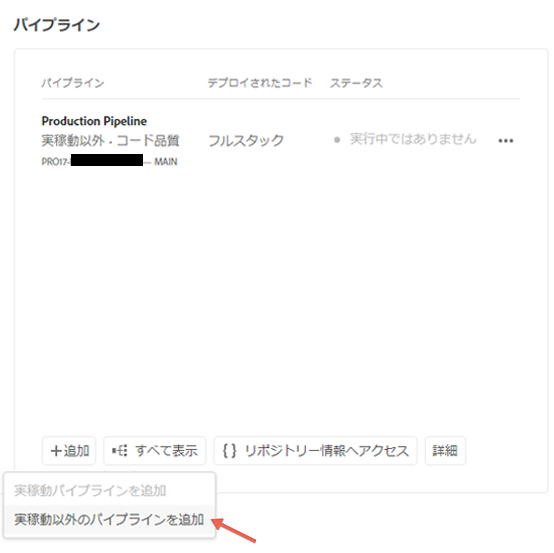 パイプライン
パイプライン デプロイされたコード ステータス
Production Pipeline
実稼動以外・コード品質 フルスタック 実行中ではありません
PRO17- — MAIN
+追加 すべて表示 {} リポジトリー情報へアクセス 詳細
実稼動パイプラインを追加
実稼動以外のパイプラインを追加